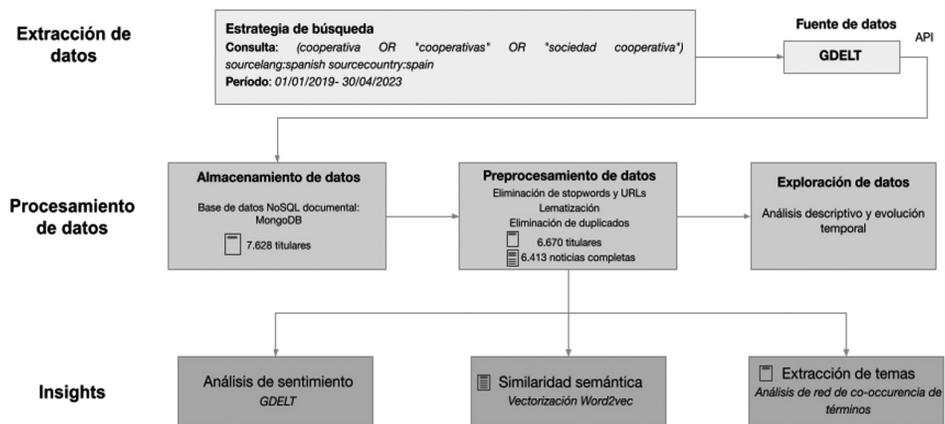 Extracción de
datos
Estrategia de búsqueda
Consulta: (cooperativa OR "cooperativas" OR "sociedad cooperativa")
sourcelang:spanish sourcecountry:spain
Período: 01/01/2019- 30/04/2023
Fuente de datos
GDELT
API
Procesamiento
de datos
Almacenamiento de datos
Base de datos NoSQL documental:
MongoDB
7.628 titulares
Preprocesamiento de datos
Eliminación de stopwords y URLs
Lematización
Eliminación de duplicados
6.670 titulares
6.413 noticias completas
Exploración de datos
Análisis descriptivo y evolución
temporal
Insights
Análisis de sentimiento
GDELT
Similaridad semántica
Vectorización Word2vec
Extracción de temas
Análisis de red de co-occurencia de
términos